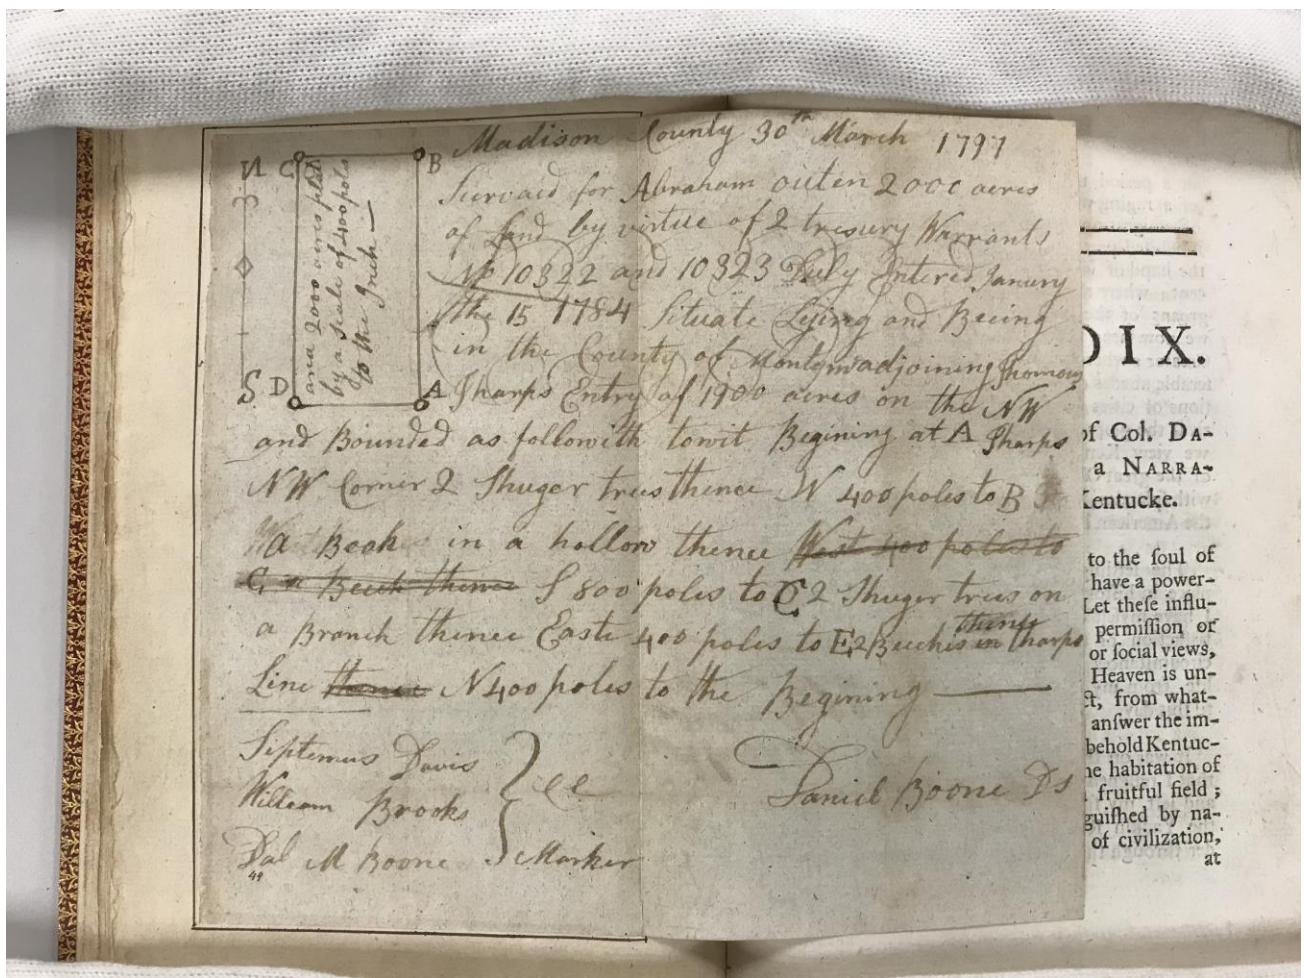 Madison County 30th March 1797
Survaid for Abraham outen 2000 acres
of Land by virtue of 2 tresury Warrants
No 10322 and 10323 Duly Entered Janury
the 15 1784 Situate Lying and Being
in the County of adjoining Thomas
Sharps Entry of 1900 acres on the NW
and Bounded as followith towit Begining at A Sharps
NW Corner 2 Shuger trees thence W 400 poles to B
a Beek in a hollow thence West 400 poles to
C a Beech thence S 800 poles to C 2 Shuger trees on
a Branch thence East 400 poles to E 2 Beeches in Sharps
thence
Line thence N 400 poles to the Begining
Septemus Davis
William Brooks
cc
M Boone Marker
Daniel Boone Ds
N C B
S D A
2000 acres
by a scale of 400 pols
to the Inch
DIX.
of Col. DA-
a NARRA-
Kentucke.
to the ſoul of
have a power-
Let theſe influ-
permiſſion or
or ſocial views,
Heaven is un-
ct, from what-
anſwer the im-
behold Kentuc-
he habitation of
fruitful field ;
guiſhed by na-
of civilization,
at